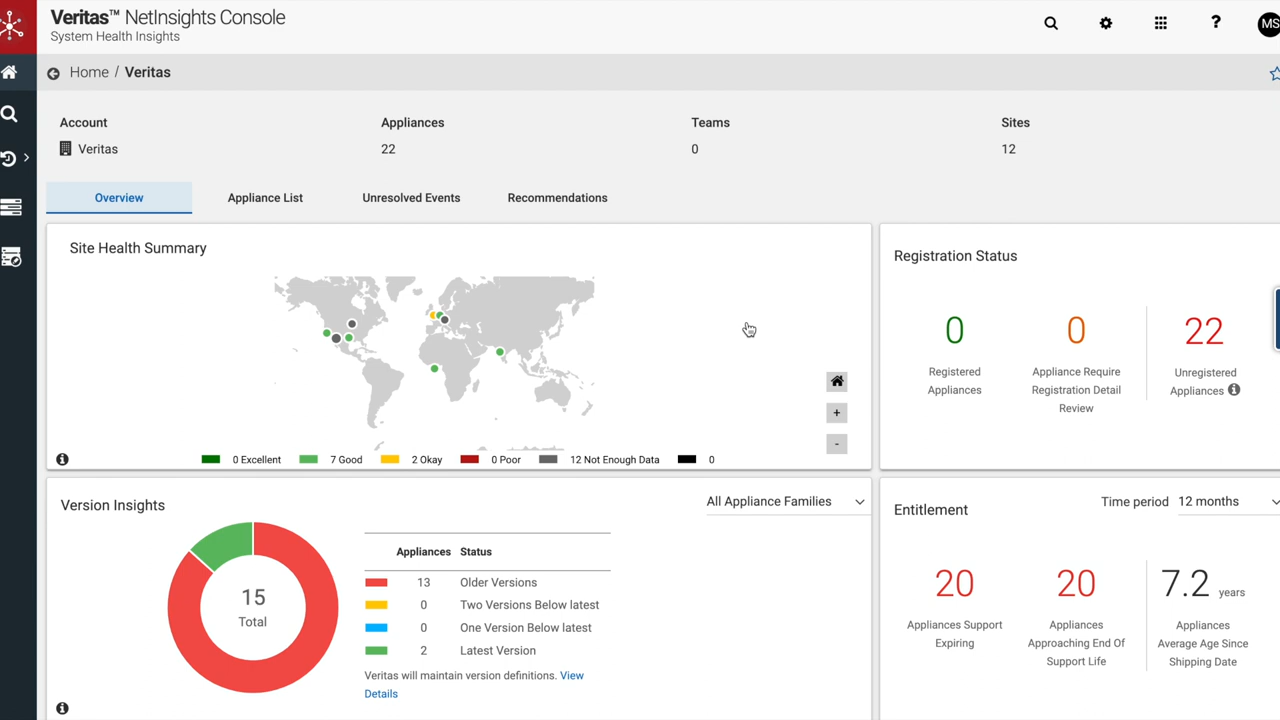 Veritas™ NetInsights Console
System Health Insights
?
MS
Home / Veritas
Account
Veritas
Appliances
22
Teams
0
Sites
12
Overview
Appliance List
Unresolved Events
Recommendations
Site Health Summary
+
-
0 Excellent
7 Good
2 Okay
0 Poor
12 Not Enough Data
0
Registration Status
0
Registered
Appliances
0
Appliance Require
Registration Detail
Review
22
Unregistered
Appliances
Version Insights
All Appliance Families
15
Total
Appliances Status
13 Older Versions
0 Two Versions Below latest
0 One Version Below latest
2 Latest Version
Veritas will maintain version definitions. View
Details
Entitlement
Time period 12 months
20
Appliances Support
Expiring
20
Appliances
Approaching End Of
Support Life
7.2 years
Appliances
Average Age Since
Shipping Date